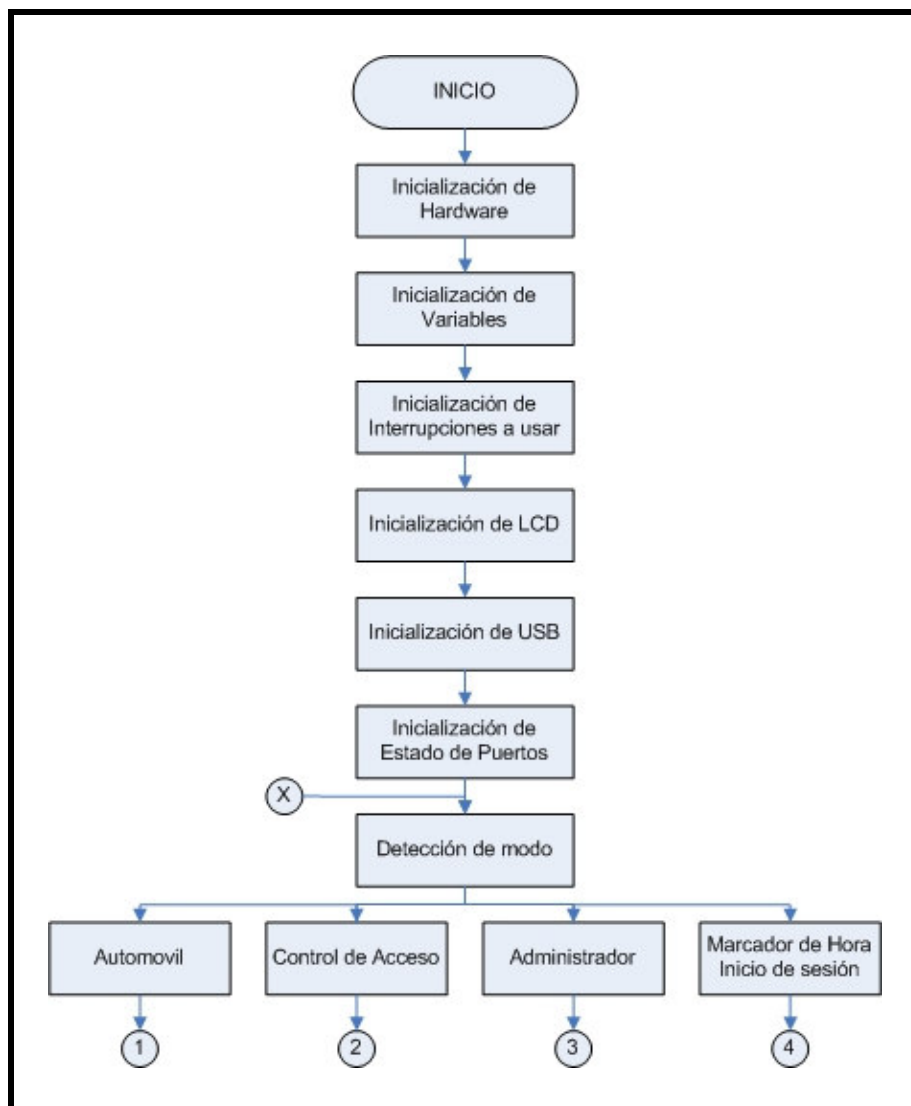 INICIO
Inicialización de
Hardware
Inicialización de
Variables
Inicialización de
Interrupciones a usar
Inicialización de LCD
Inicialización de USB
Inicialización de
Estado de Puertos
X
Detección de modo
Automovil
Control de Acceso
Administrador
Marcador de Hora
Inicio de sesión
1
2
3
4